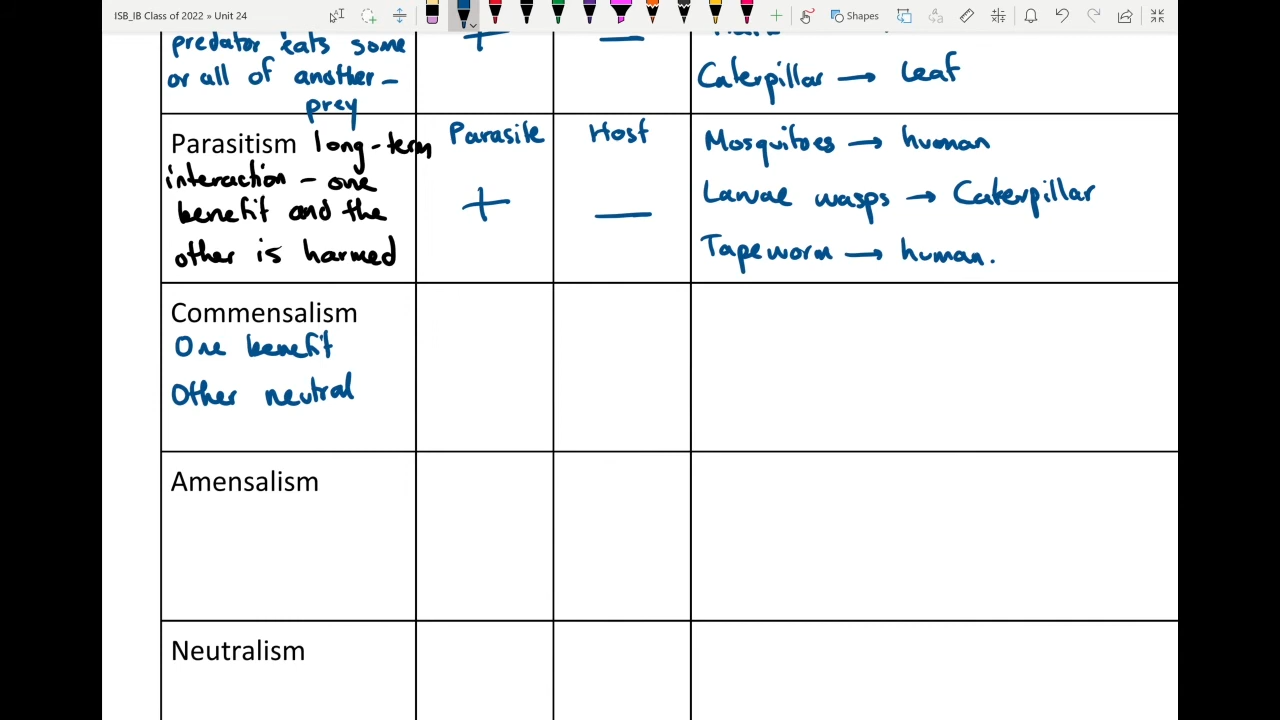 ISB_IB Class of 2022 » Unit 24
Shapes
predator eats some
or all of another -
prey
+
—
Caterpillar → leaf
Parasitism long-term
interaction - one
benefit and the
other is harmed
Parasite
+
Host
—
Mosquitoes → human
Larvae wasps → Caterpillar
Tapeworm → human.
Commensalism
One benefit
Other neutral
Amensalism
Neutralism